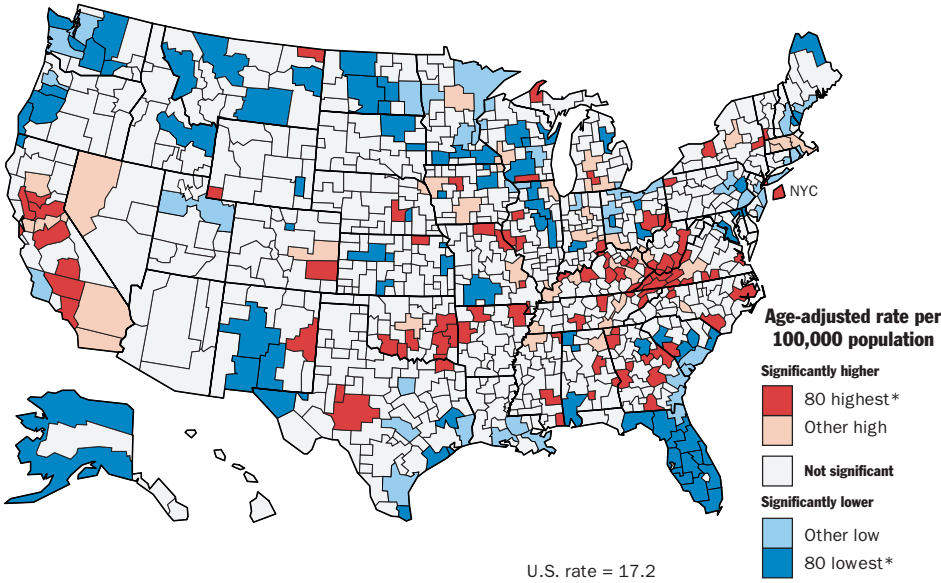 NYC
Age-adjusted rate per
100,000 population
Significantly higher
80 highest*
Other high
Not significant
Significantly lower
Other low
80 lowest*
U.S. rate = 17.2